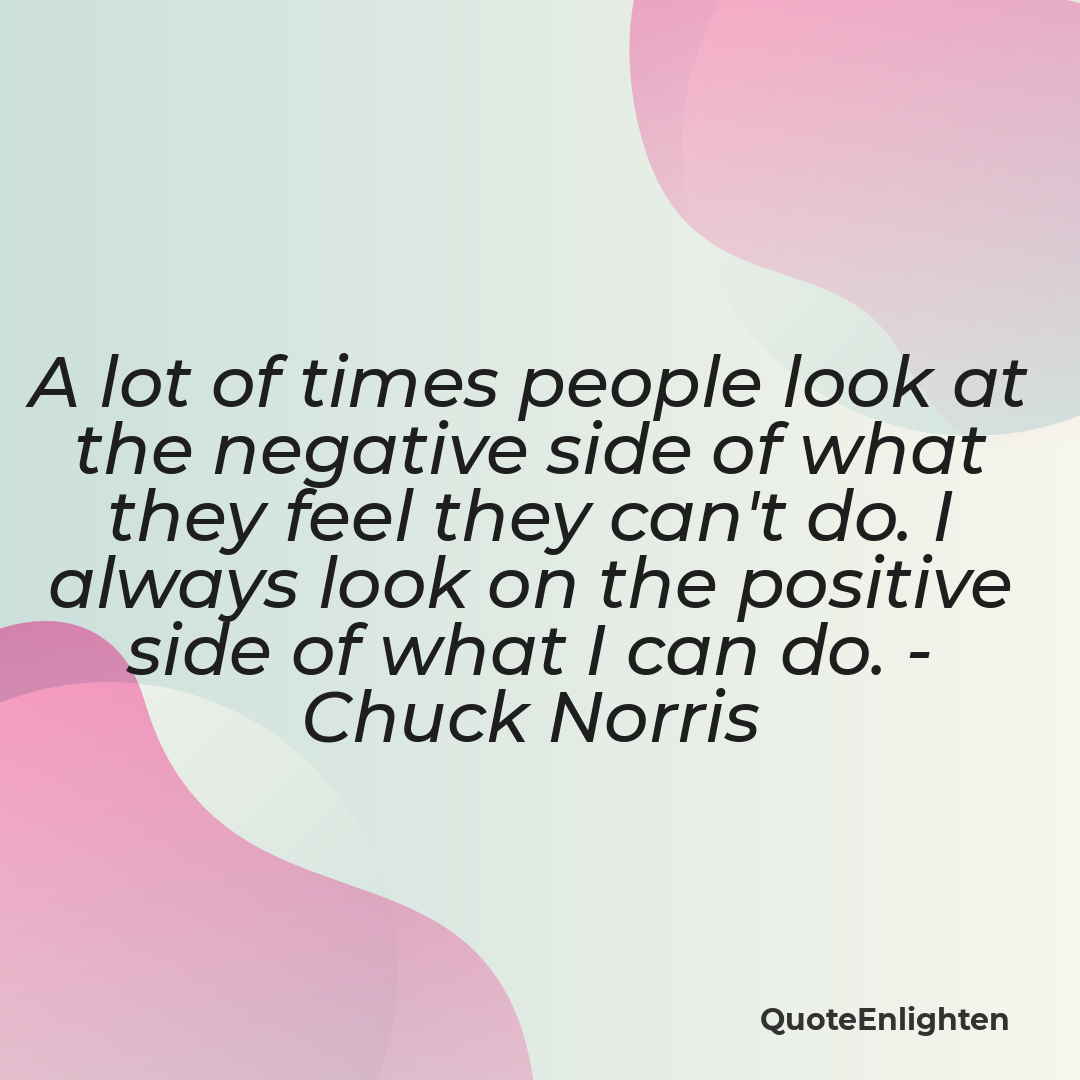 A lot of times people look at
the negative side of what
they feel they can't do. I
always look on the positive
side of what I can do. -
Chuck Norris
QuoteEnlighten